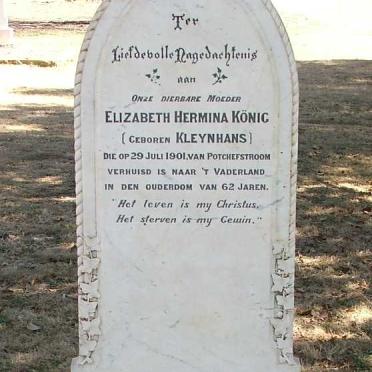 Ter
Liefdevolle Nagedachtenis
aan
Onze dierbare Moeder
Elizabeth Hermina König
(geboren Kleynhans)
Die op 29 Juli 1901, van Potchefstroom
verhuisd is naar 't Vaderland
in den ouderdom van 62 jaren.
"Het leven is my Christus,
Het sterven is my Gewin."